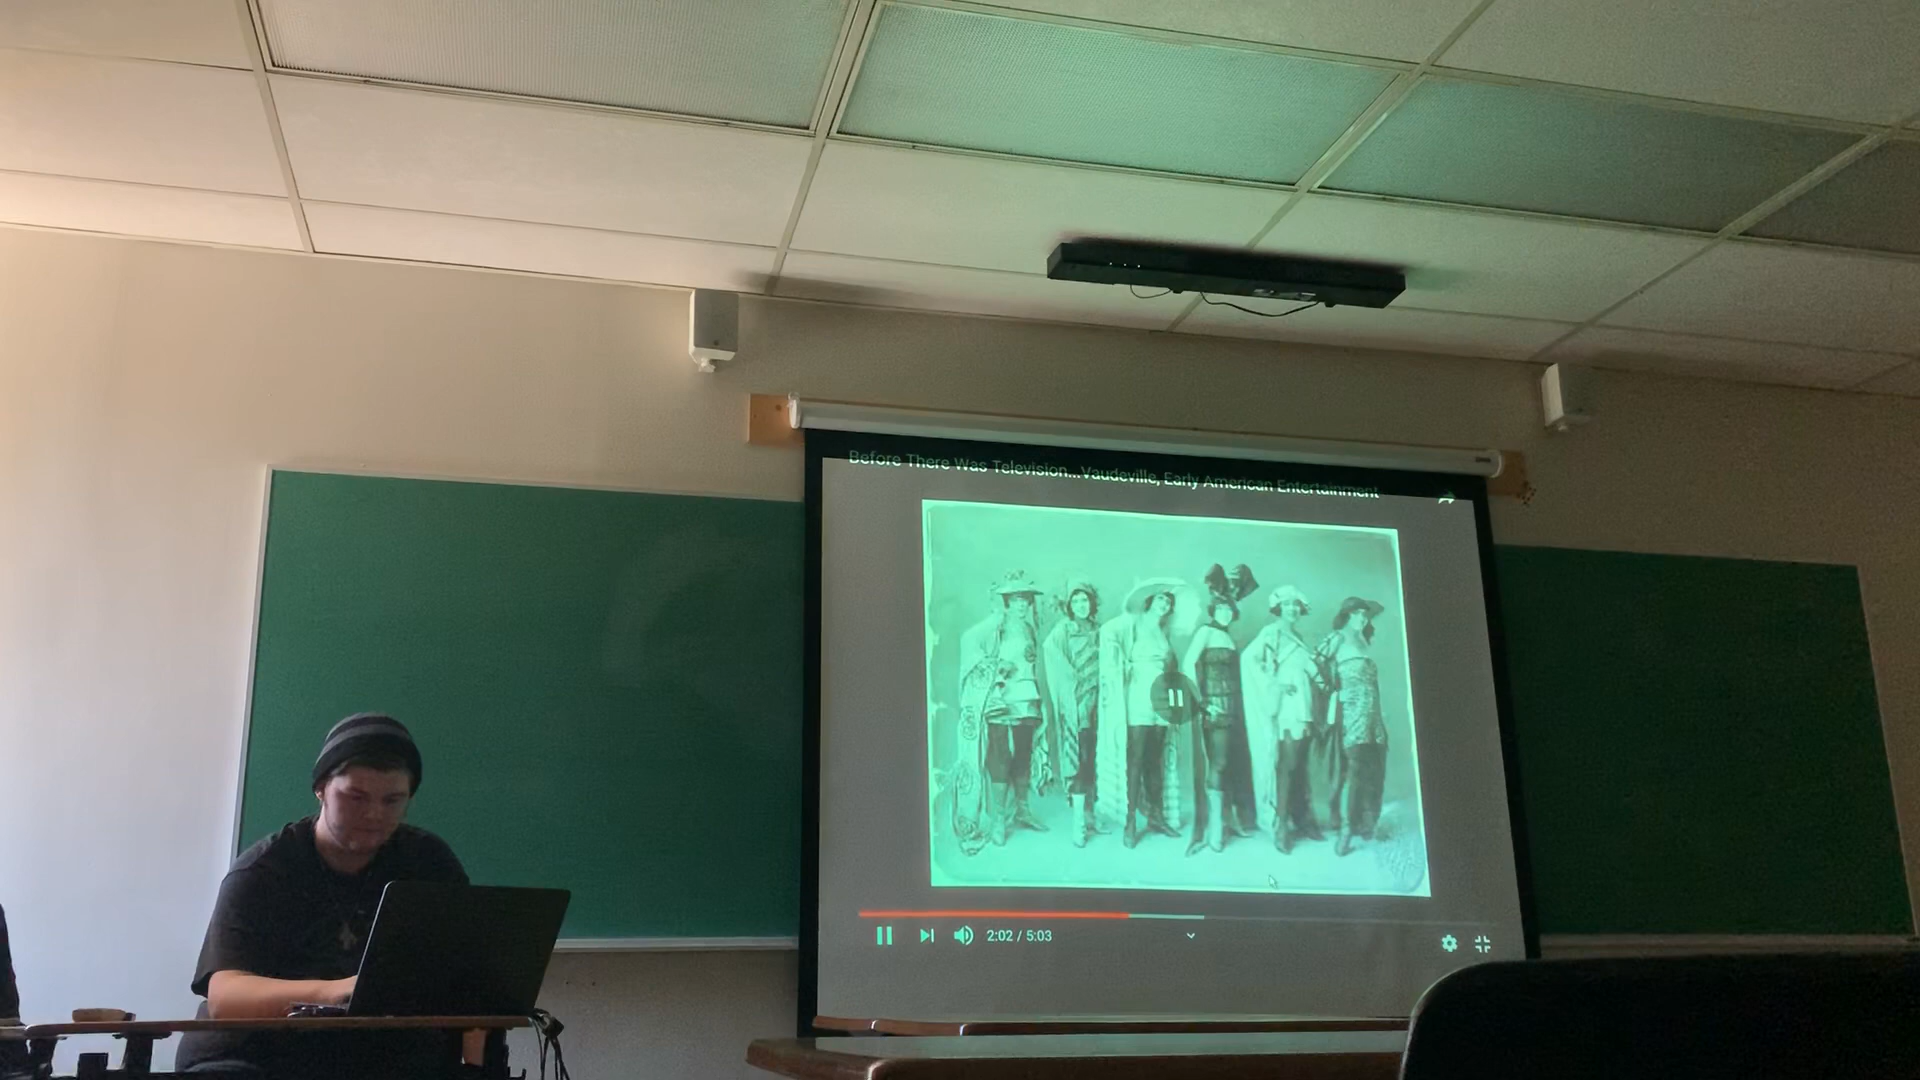 Before There Was Television...Vaudeville, Early American Entertainment
2:02 / 5:03